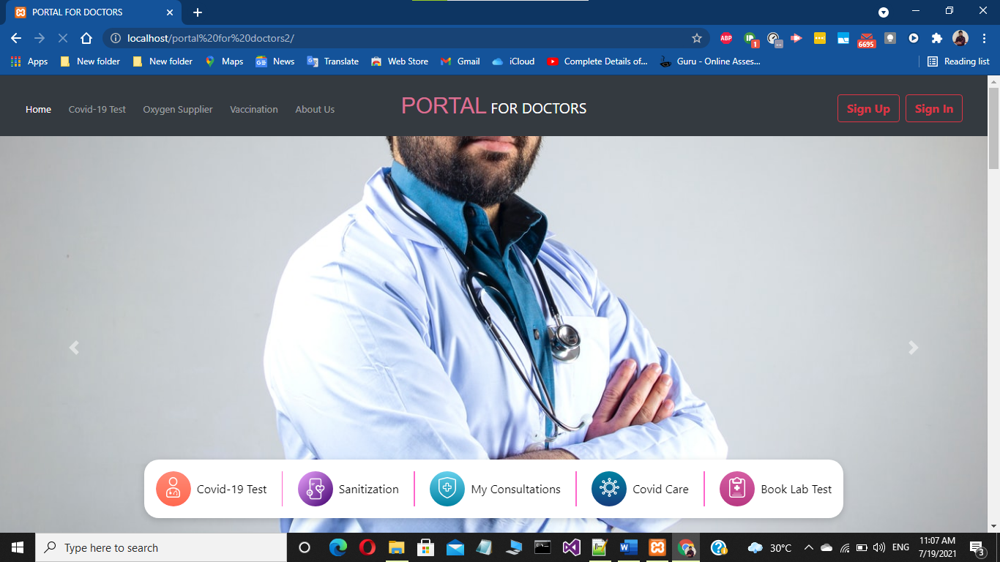 PORTAL FOR DOCTORS
localhost/portal%20for%20doctors2/
ABP
1
--
6695
Apps New folder New folder Maps News Translate Web Store Gmail iCloud Complete Details of... Guru - Online Asses... Reading list
Home Covid-19 Test Oxygen Supplier Vaccination About Us PORTAL FOR DOCTORS Sign Up Sign In
Covid-19 Test Sanitization My Consultations Covid Care Book Lab Test
Type here to search 30°C ENG 11:07 AM
7/19/2021
3